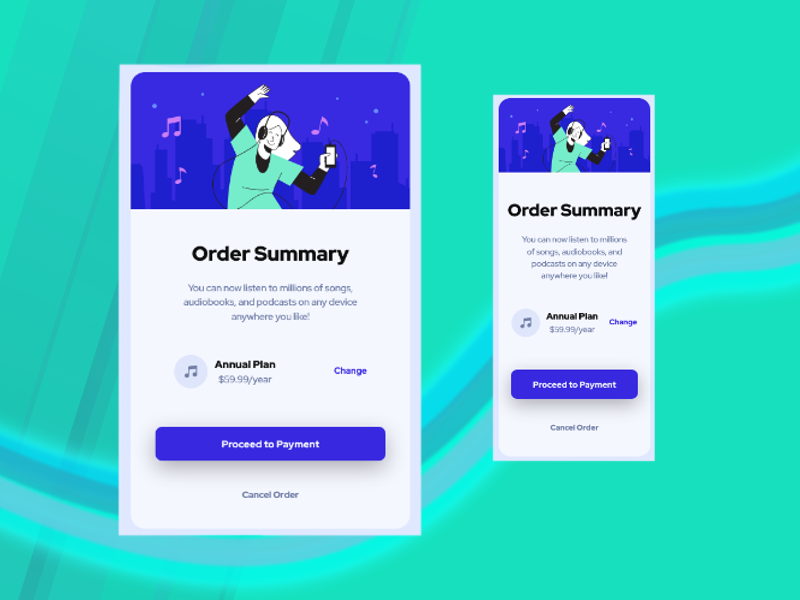 Order Summary
You can now listen to millions of songs,
audiobooks, and podcasts on any device
anywhere you like!
Annual Plan
$59.99/year
Change
Proceed to Payment
Cancel Order
Order Summary
You can now listen to millions
of songs, audiobooks, and
podcasts on any device
anywhere you like!
Annual Plan
$59.99/year
Change
Proceed to Payment
Cancel Order